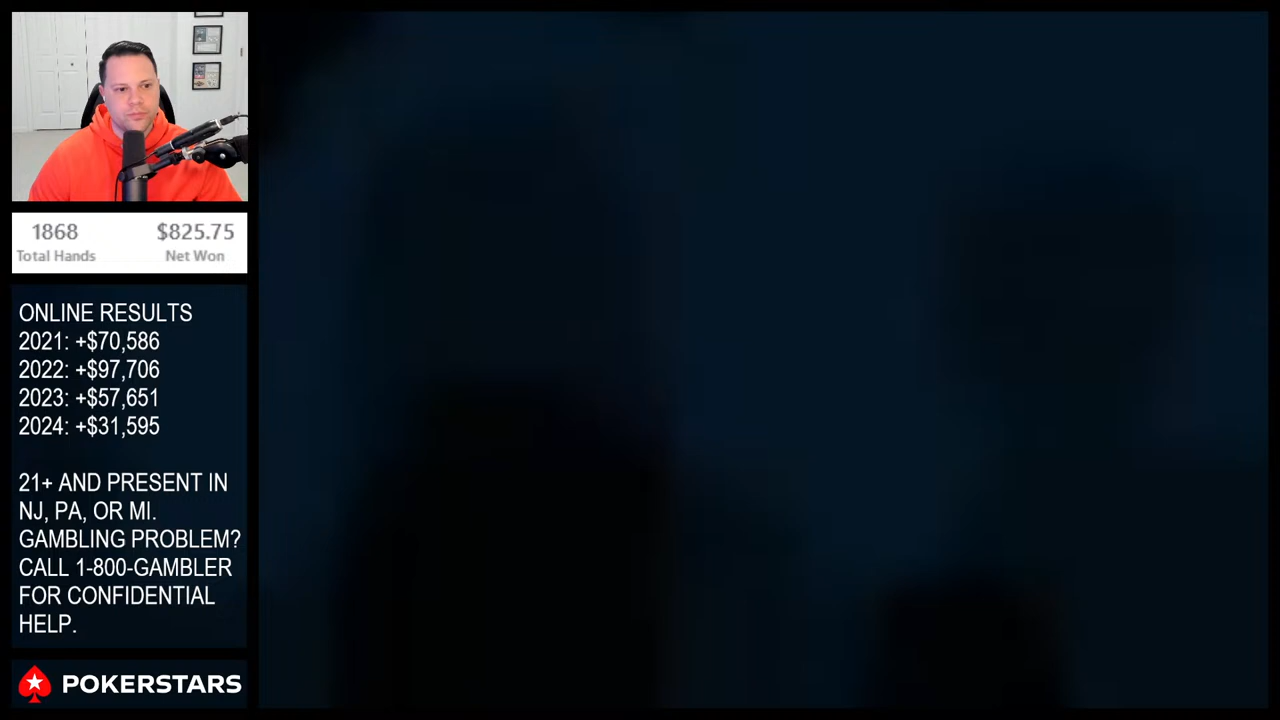 1868 $825.75
Total Hands Net Won
ONLINE RESULTS
2021: +$70,586
2022: +$97,706
2023: +$57,651
2024: +$31,595
21+ AND PRESENT IN
NJ, PA, OR MI.
GAMBLING PROBLEM?
CALL 1-800-GAMBLER
FOR CONFIDENTIAL
HELP.
POKERSTARS